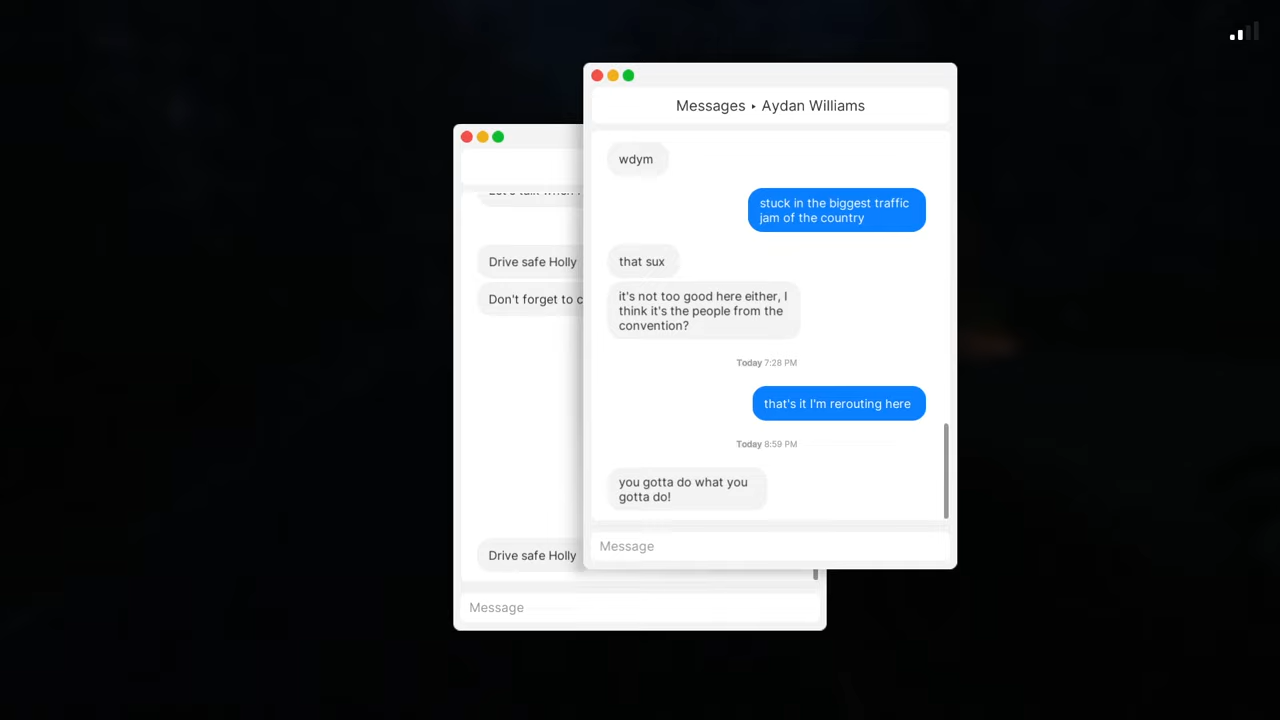 Messages ▸ Aydan Williams
wdym
stuck in the biggest traffic
jam of the country
that sux
it's not too good here either, I
think it's the people from the
convention?
Today 7:28 PM
that's it I'm rerouting here
Today 8:59 PM
you gotta do what you
gotta do!
Message
Let's talk when
Drive safe Holly
Don't forget to
Drive safe Holly
Message